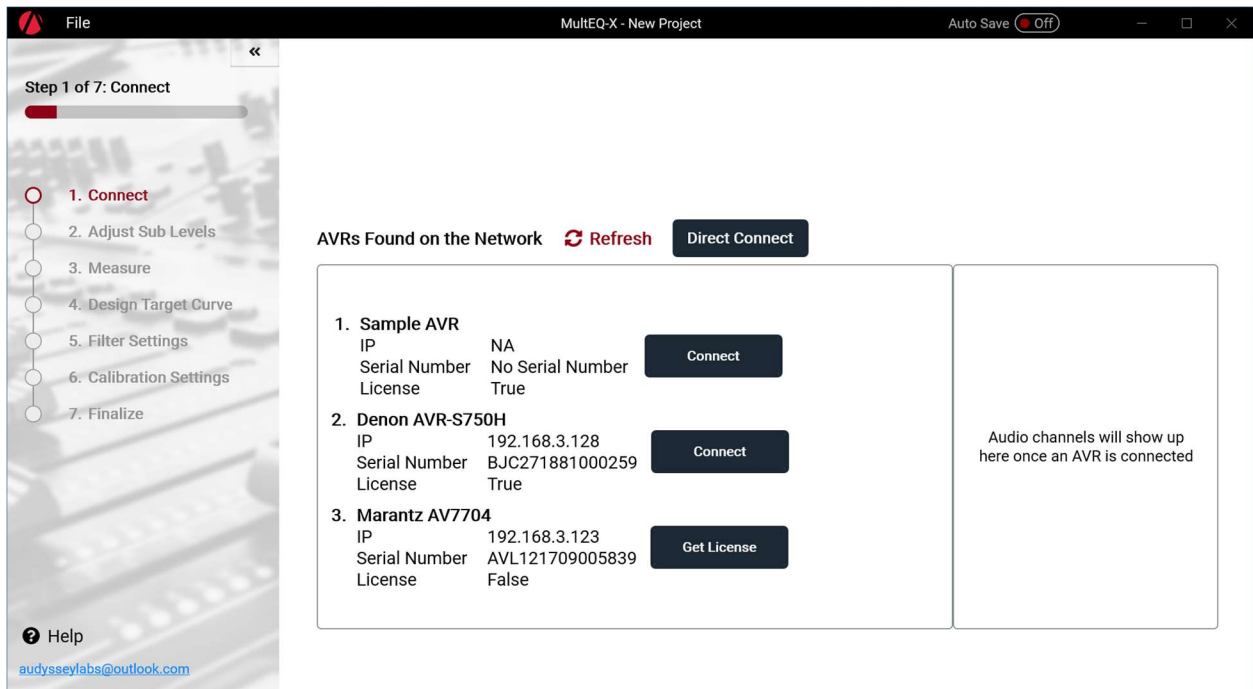 File
MultEQ-X - New Project
Auto Save Off
«
Step 1 of 7: Connect
1. Connect
2. Adjust Sub Levels
3. Measure
4. Design Target Curve
5. Filter Settings
6. Calibration Settings
7. Finalize
Help
audysseylabs@outlook.com
AVRs Found on the Network Refresh Direct Connect
1. Sample AVR
IP NA
Serial Number No Serial Number
License True
Connect
2. Denon AVR-S750H
IP 192.168.3.128
Serial Number BJC271881000259
License True
Connect
3. Marantz AV7704
IP 192.168.3.123
Serial Number AVL121709005839
License False
Get License
Audio channels will show up
here once an AVR is connected